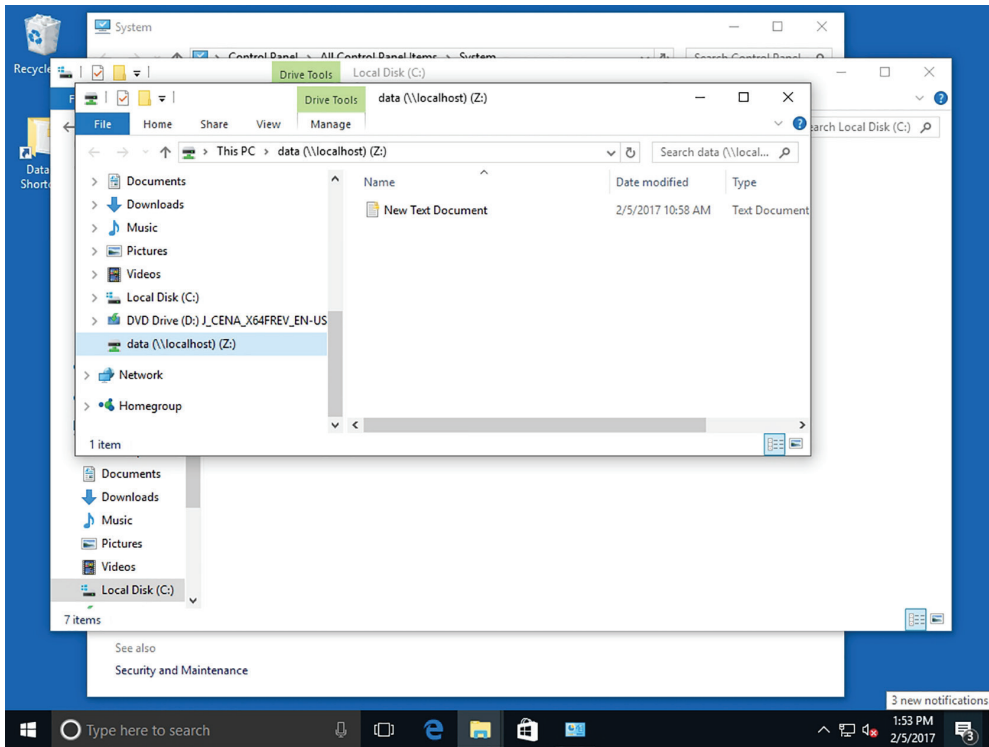 System
Control Panel > All Control Panel Items > System
Search Control Panel
Recycle
Drive Tools
Local Disk (C:)
Drive Tools
data (\\localhost) (Z:)
File
Home
Share
View
Manage
This PC > data (\\localhost) (Z:)
Search data (\\local...
Search Local Disk (C:)
Data
Documents
Downloads
Music
Pictures
Videos
Local Disk (C:)
DVD Drive (D:) J_CENA_X64FREV_EN-US
data (\\localhost) (Z:)
Network
Homegroup
Name
Date modified
Type
New Text Document
2/5/2017 10:58 AM
Text Document
1 item
Documents
Downloads
Music
Pictures
Videos
Local Disk (C:)
7 items
See also
Security and Maintenance
3 new notifications
Type here to search
1:53 PM
2/5/2017
3